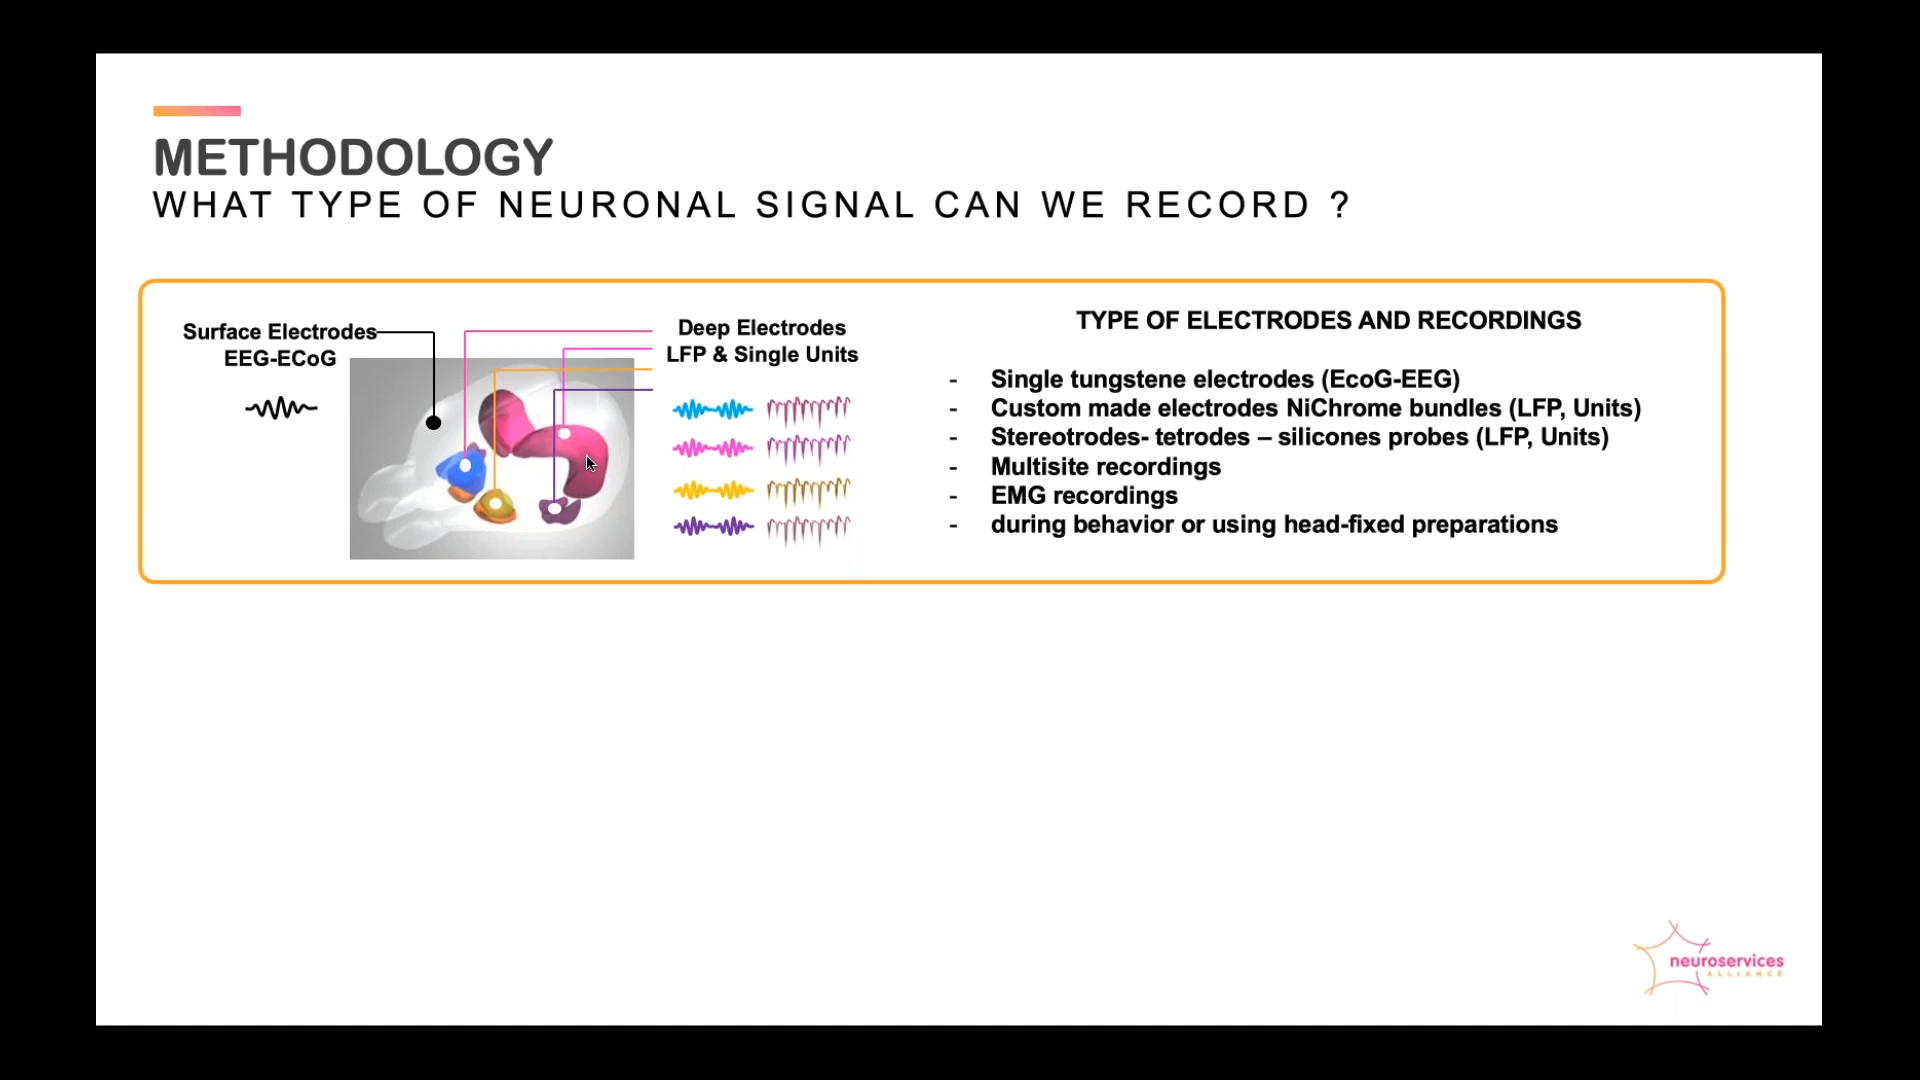 METHODOLOGY
WHAT TYPE OF NEURONAL SIGNAL CAN WE RECORD ?
Surface Electrodes
EEG-ECoG
Deep Electrodes
LFP & Single Units
TYPE OF ELECTRODES AND RECORDINGS
- Single tungstene electrodes (EcoG-EEG)
- Custom made electrodes NiChrome bundles (LFP, Units)
- Stereotrodes- tetrodes – silicones probes (LFP, Units)
- Multisite recordings
- EMG recordings
- during behavior or using head-fixed preparations
neuroservices
ALLIANCE